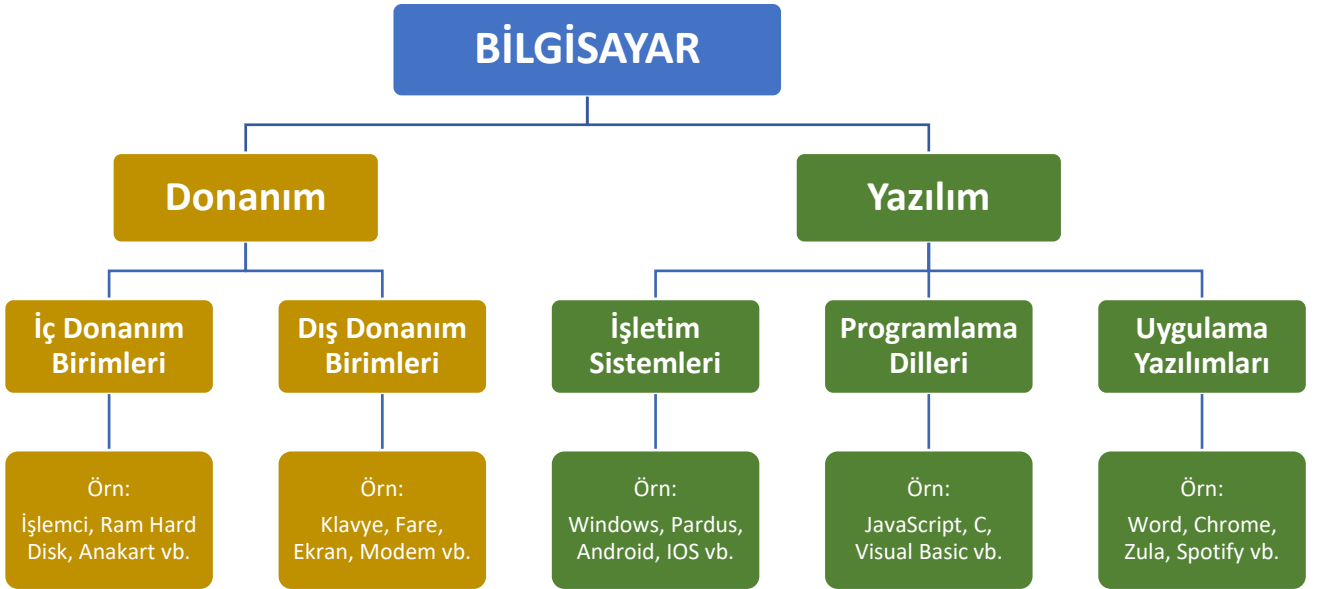 BİLGİSAYAR
Donanım
Yazılım
İç Donanım
Birimleri
Dış Donanım
Birimleri
İşletim
Sistemleri
Programlama
Dilleri
Uygulama
Yazılımları
Örn:
İşlemci, Ram Hard
Disk, Anakart vb.
Örn:
Klavye, Fare,
Ekran, Modem vb.
Örn:
Windows, Pardus,
Android, IOS vb.
Örn:
JavaScript, C,
Visual Basic vb.
Örn:
Word, Chrome,
Zula, Spotify vb.